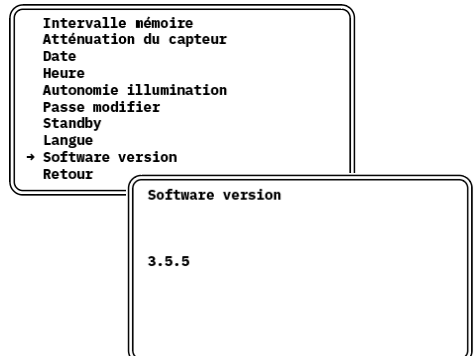 Intervalle mémoire
Atténuation du capteur
Date
Heure
Autonomie illumination
Passe modifier
Standby
Langue
→ Software version
Retour
Software version
3.5.5